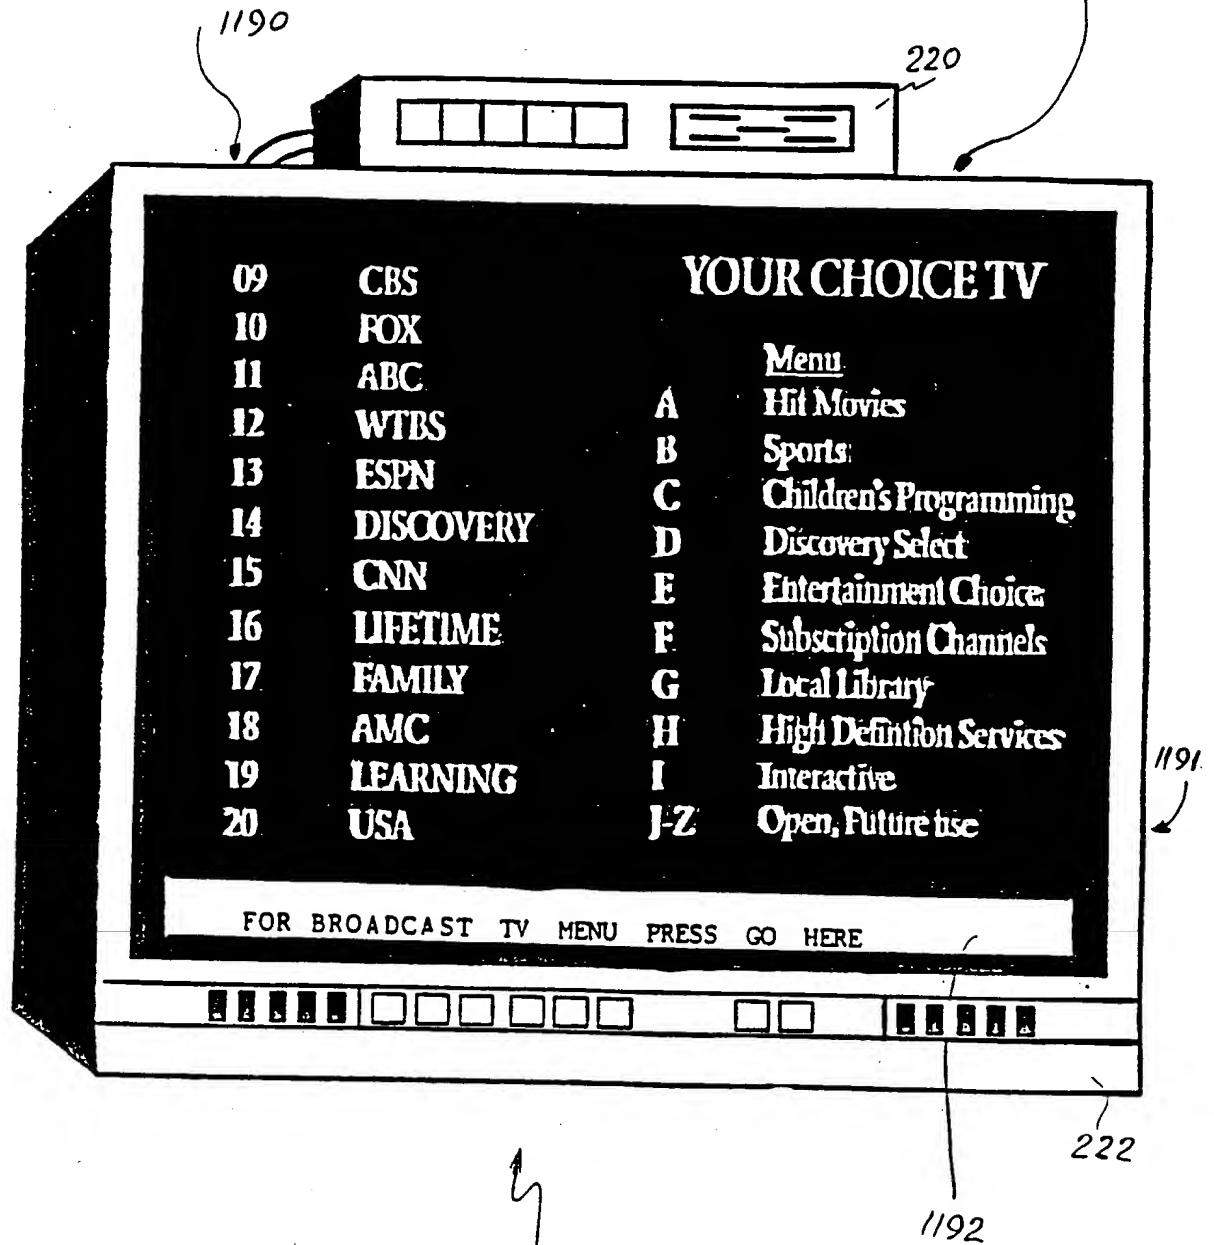 1190
220
09 CBS
10 FOX
11 ABC
12 WTBS
13 ESPN
14 DISCOVERY
15 CNN
16 LIFETIME
17 FAMILY
18 AMC
19 LEARNING
20 USA
YOUR CHOICE TV
Menu
A Hit Movies
B Sports
C Children's Programming
D Discovery Select
E Entertainment Choice
F Subscription Channels
G Local Library
H High Defintion Services
I Interactive
J-Z Open, Future use
1191
FOR BROADCAST TV MENU PRESS GO HERE
222
1192